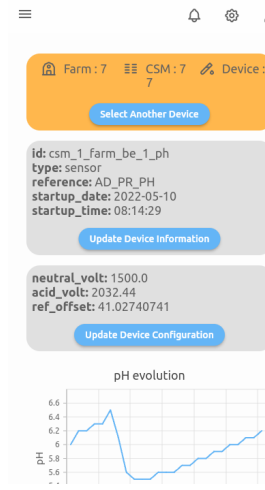 Farm : 7 CSM : 7 Device :
7
Select Another Device
id: csm_1_farm_be_1_ph
type: sensor
reference: AD_PR_PH
startup_date: 2022-05-10
startup_time: 08:14:29
Update Device Information
neutral_volt: 1500.0
acid_volt: 2032.44
ref_offset: 41.02740741
Update Device Configuration
pH evolution
6.6
6.4
6.2
6
5.8
5.6
pH